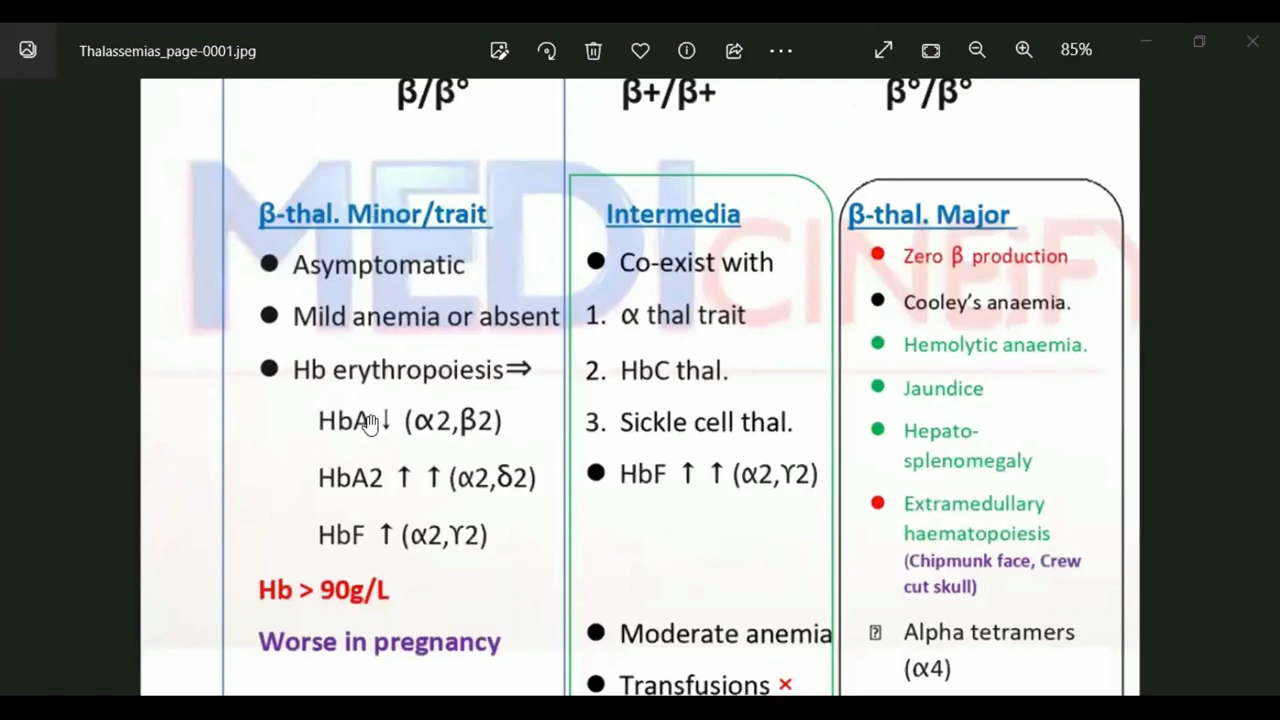 Thalassemias_page-0001.jpg
85%
β/β° β+/β+ β°/β°
MEDICINEIFY
β-thal. Minor/trait
Asymptomatic
Mild anemia or absent
Hb erythropoiesis⇒
HbA↓ (α2,β2)
HbA2 ↑ ↑ (α2,δ2)
HbF ↑ (α2,ϒ2)
Hb > 90g/L
Worse in pregnancy
Intermedia
Co-exist with
1. α thal trait
2. HbC thal.
3. Sickle cell thal.
HbF ↑ ↑ (α2,ϒ2)
Moderate anemia
Transfusions ×
β-thal. Major
Zero β production
Cooley’s anaemia.
Hemolytic anaemia.
Jaundice
Hepato-
splenomegaly
Extramedullary
haematopoiesis
(Chipmunk face, Crew
cut skull)
Alpha tetramers
(α4)